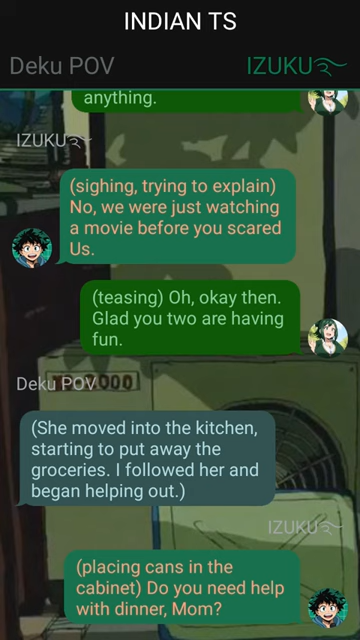 INDIAN TS
Deku POV
IZUKU࿐
anything.
IZUKU࿐
(sighing, trying to explain)
No, we were just watching
a movie before you scared
Us.
(teasing) Oh, okay then.
Glad you two are having
fun.
Deku POV
(She moved into the kitchen,
starting to put away the
groceries. I followed her and
began helping out.)
IZUKU࿐
(placing cans in the
cabinet) Do you need help
with dinner, Mom?